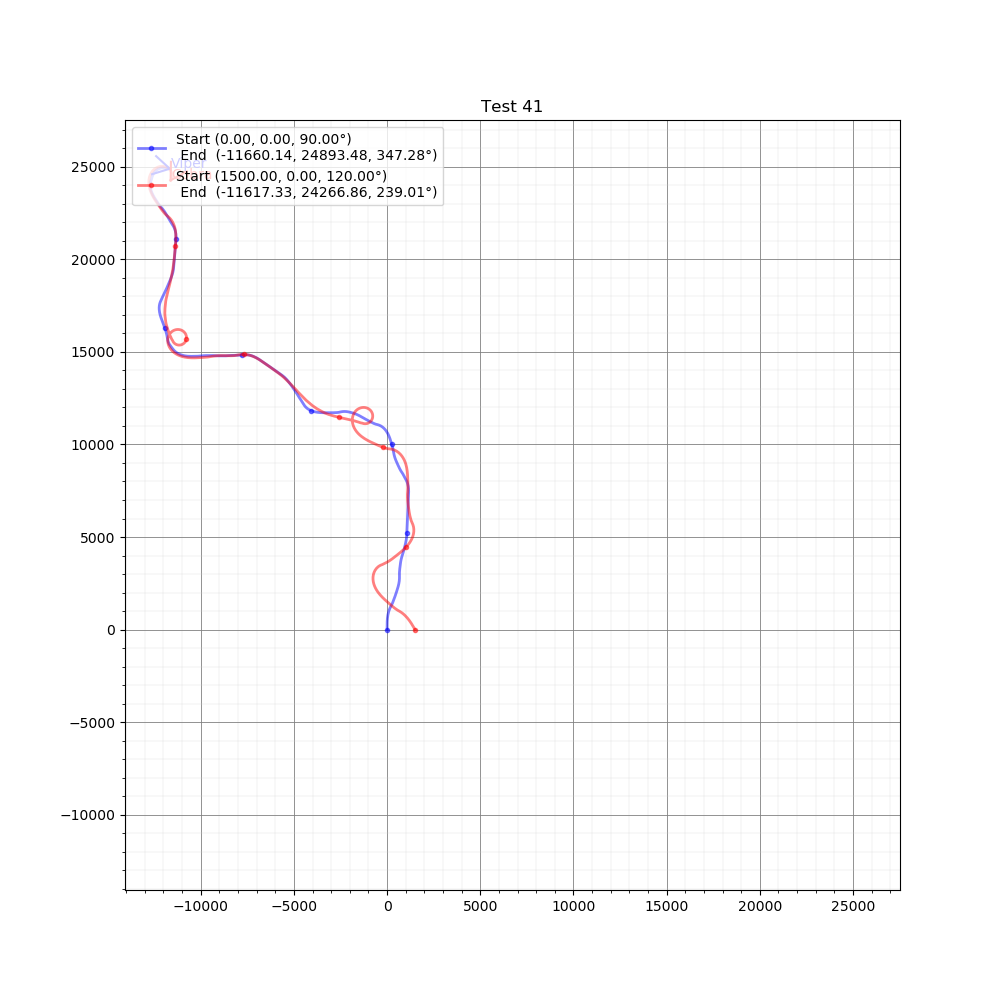 Test 41
Start (0.00, 0.00, 90.00°)
End (-11660.14, 24893.48, 347.28°)
Viper
Start (1500.00, 0.00, 120.00°)
End (-11617.33, 24266.86, 239.01°)
25000
20000
15000
10000
5000
0
−5000
−10000
−10000 −5000 0 5000 10000 15000 20000 25000